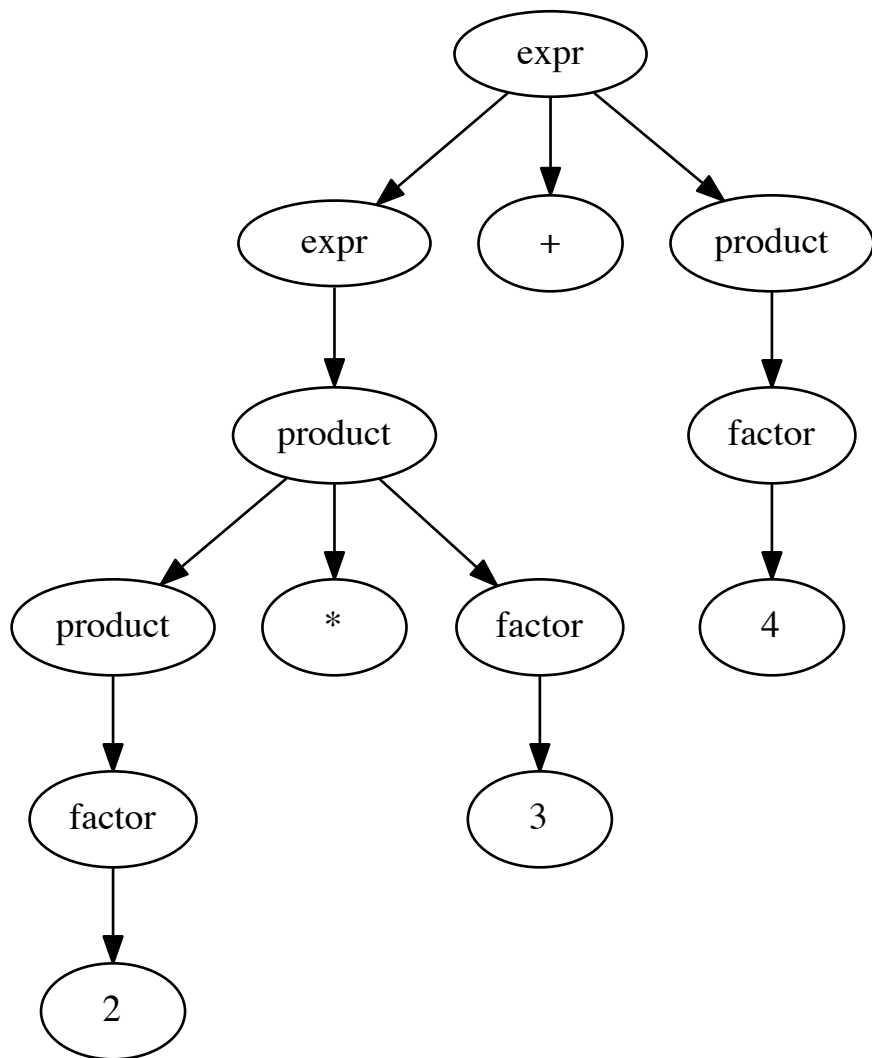 expr
expr + product
product factor
product * factor 4
factor 3
2